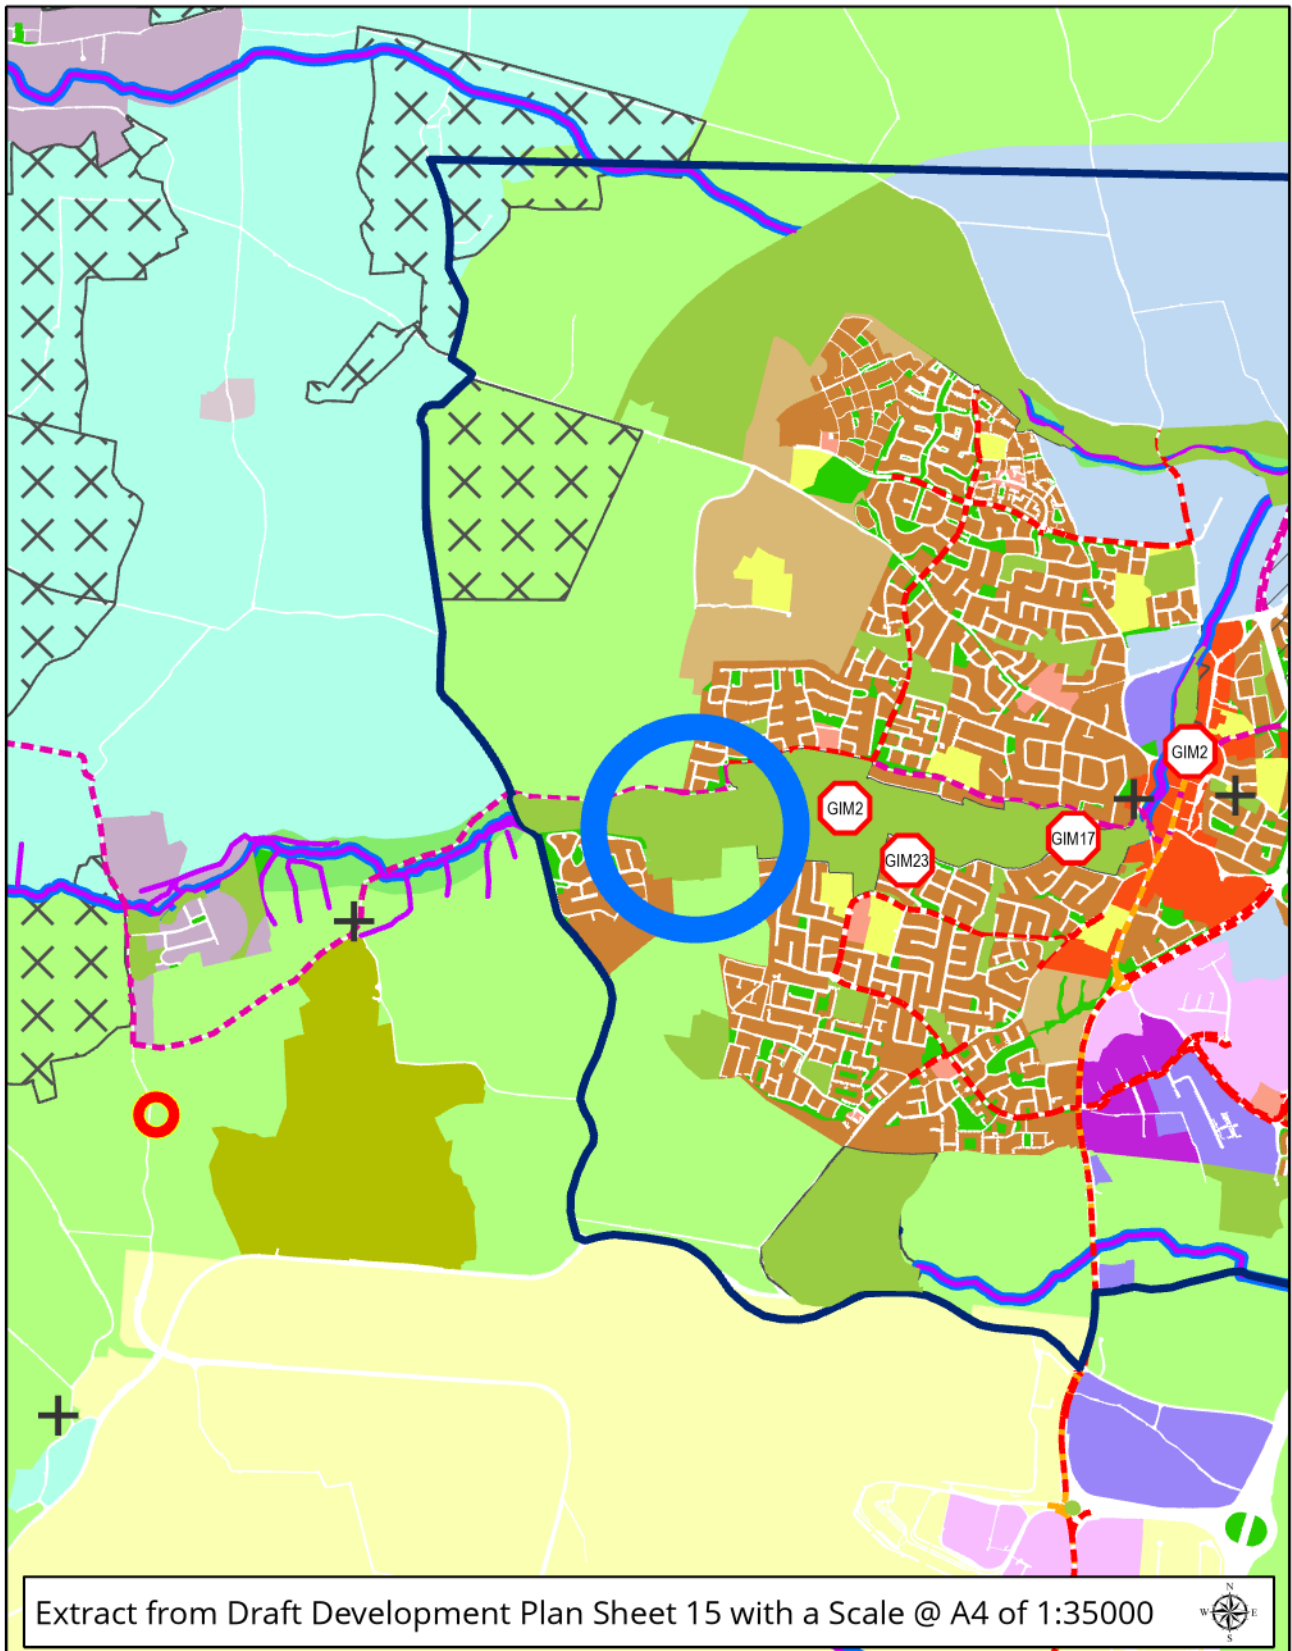 GIM2
GIM2
GIM17
GIM23
Extract from Draft Development Plan Sheet 15 with a Scale @ A4 of 1:35000
N
W E
S